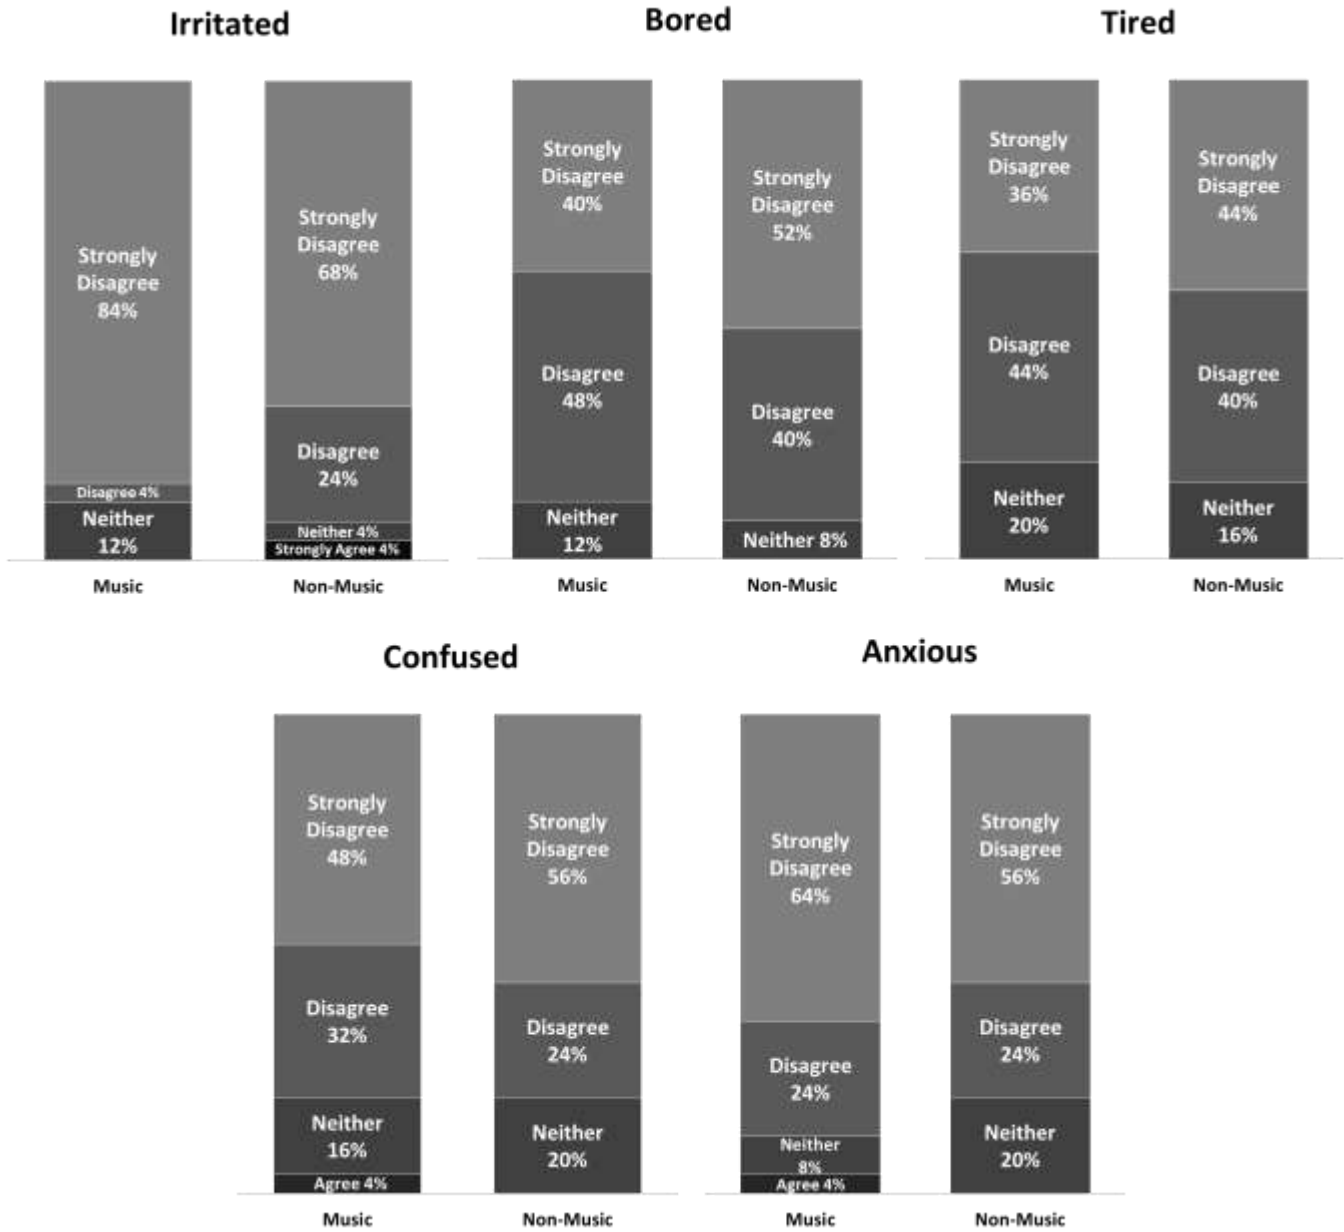 Irritated
Strongly
Disagree
84%
Disagree 4%
Neither
12%
Music
Strongly
Disagree
68%
Disagree
24%
Neither 4%
Strongly Agree 4%
Non-Music
Bored
Strongly
Disagree
40%
Disagree
48%
Neither
12%
Music
Strongly
Disagree
52%
Disagree
40%
Neither 8%
Non-Music
Tired
Strongly
Disagree
36%
Disagree
44%
Neither
20%
Music
Strongly
Disagree
44%
Disagree
40%
Neither
16%
Non-Music
Confused
Strongly
Disagree
48%
Disagree
32%
Neither
16%
Agree 4%
Music
Strongly
Disagree
56%
Disagree
24%
Neither
20%
Non-Music
Anxious
Strongly
Disagree
64%
Disagree
24%
Neither
8%
Agree 4%
Music
Strongly
Disagree
56%
Disagree
24%
Neither
20%
Non-Music